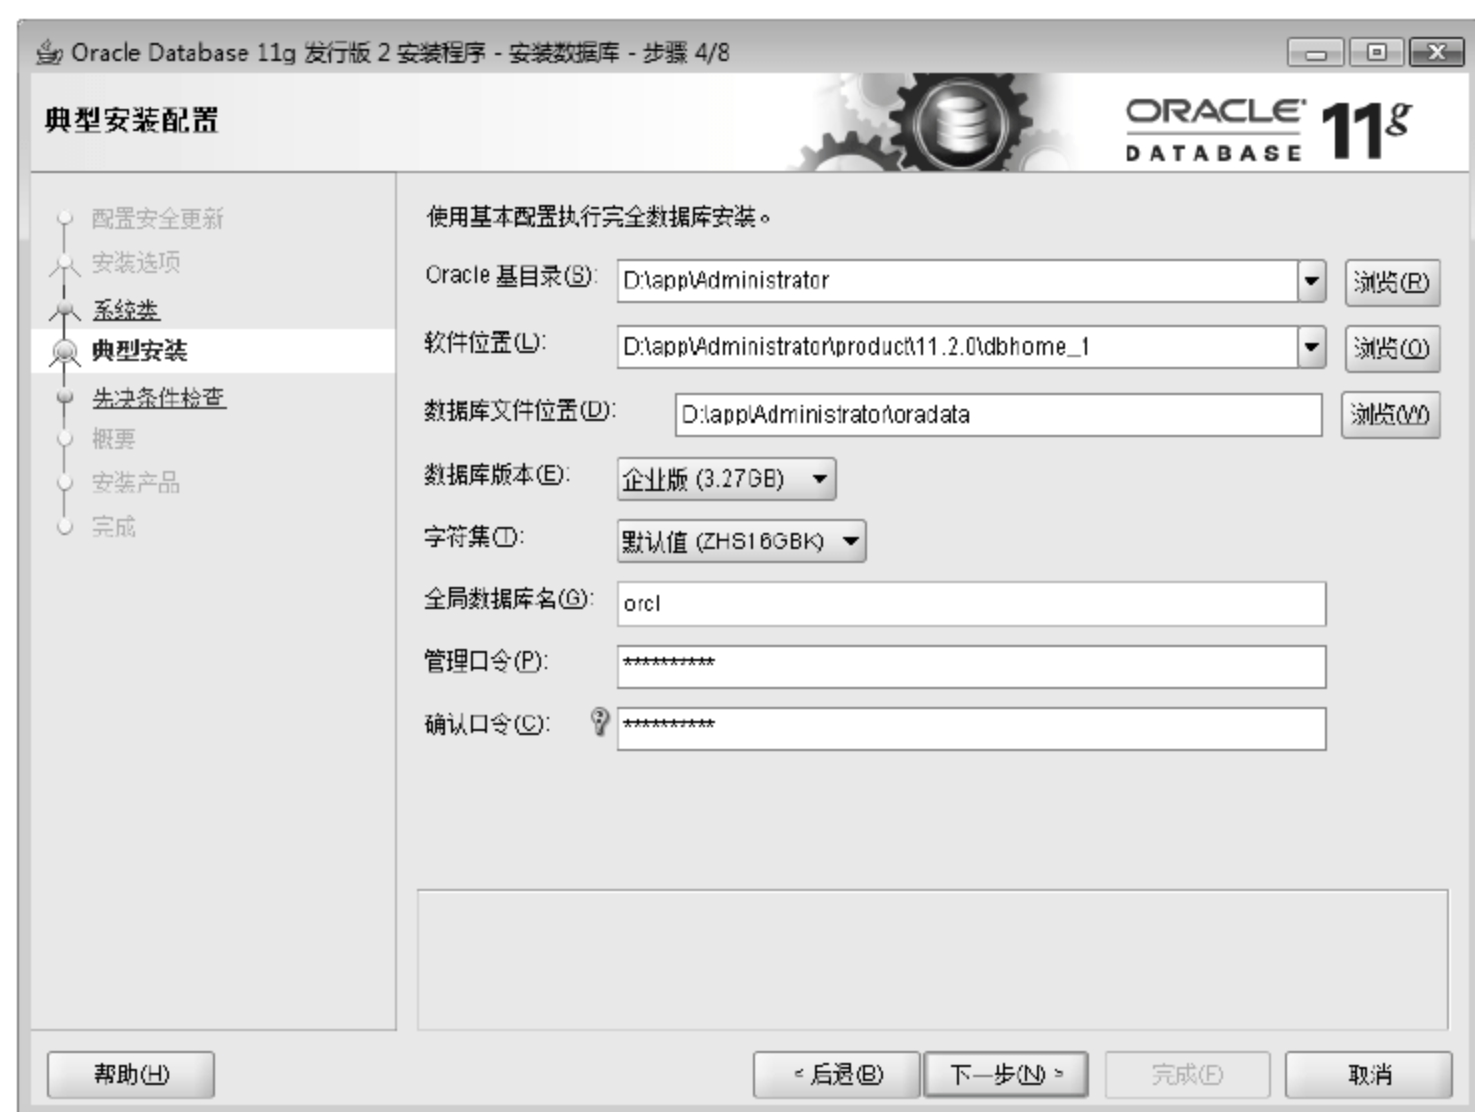 Oracle Database 11g 发行版 2 安装程序 - 安装数据库 - 步骤 4/8
典型安装配置
ORACLE
DATABASE
11g
配置安全更新
安装选项
系统类
典型安装
先决条件检查
概要
安装产品
完成
使用基本配置执行完全数据库安装。
Oracle 基目录(S): D:\app\Administrator 浏览(R)
软件位置(L): D:\app\Administrator\product\11.2.0\dbhome_1 浏览(O)
数据库文件位置(D): D:\app\Administrator\oradata 浏览(W)
数据库版本(E): 企业版 (3.27GB)
字符集(T): 默认值 (ZHS16GBK)
全局数据库名(G): orcl
管理口令(P): **********
确认口令(C): **********
帮助(H) < 后退(B) 下一步(N) > 完成(F) 取消